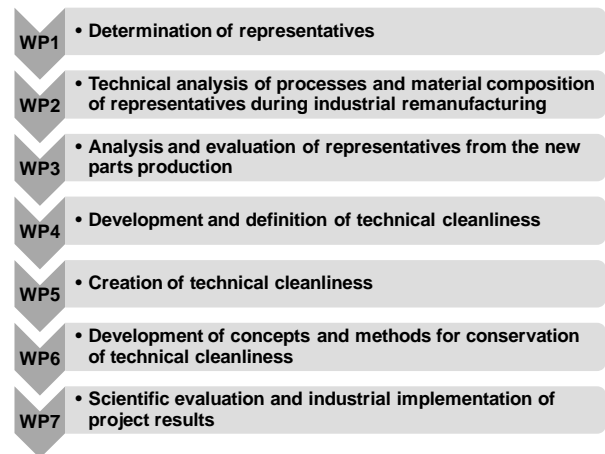 WP1
• Determination of representatives
WP2
• Technical analysis of processes and material composition
of representatives during industrial remanufacturing
WP3
• Analysis and evaluation of representatives from the new
parts production
WP4
• Development and definition of technical cleanliness
WP5
• Creation of technical cleanliness
WP6
• Development of concepts and methods for conservation
of technical cleanliness
WP7
• Scientific evaluation and industrial implementation of
project results